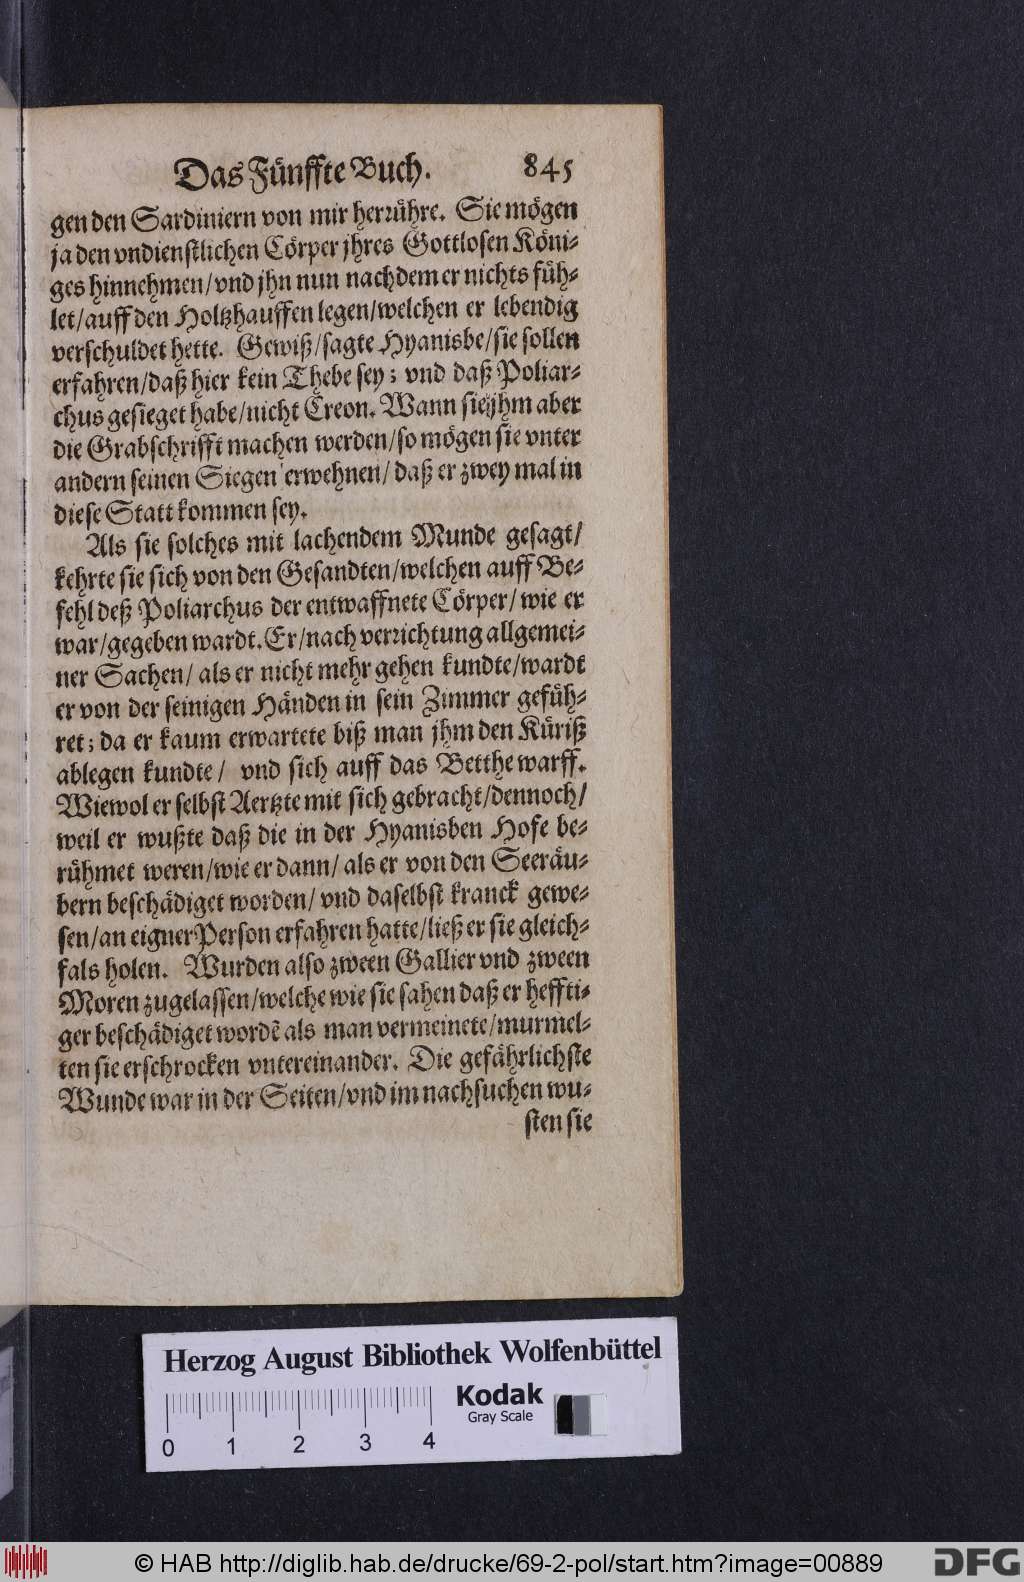 Das Fünffte Buch. 845
gen den Sardiniern von mir herrühre. Sie mögen
ja den vndienstlichen Cörper jhres Gottlosen Köni-
ges hinnehmen/vnd jhn nun nachdem er nichts füh-
let/auff den Holtzhauffen legen/welchen er lebendig
verschuldet hette. Gewiß/sagte Hyanisbe/sie sollen
erfahren/daß hier kein Thebe sey; vnd daß Poliar-
chus gesieget habe/nicht Creon. Wann sie jhm aber
die Grabschrifft machen werden/so mögen sie vnter
andern seinen Siegen erwehnen/daß er zwey mal in
diese Statt kommen sey.
Als sie solches mit lachendem Munde gesagt/
kehrte sie sich von den Gesandten/welchen auff Be-
fehl deß Poliarchus der entwaffnete Cörper/wie er
war/gegeben wardt. Er/nach verrichtung allgemei-
ner Sachen/als er nicht mehr gehen kundte/wardt
er von der seinigen Händen in sein Zimmer gefüh-
ret; da er kaum erwartete biß man jhm den Küriß
ablegen kundte/ vnd sich auff das Betthe warff.
Wiewol er selbst Aertzte mit sich gebracht/dennoch/
weil er wußte daß die in der Hyanisben Hofe be-
rühmet weren/wie er dann/als er von den Seeräu-
bern beschädiget worden/vnd daselbst kranck gewe-
sen/an eigner Person erfahren hatte/ließ er sie gleich-
fals holen. Wurden also zween Gallier vnd zween
Moren zugelassen/welche wie sie sahen daß er heffti-
ger beschädiget wordẽ als man vermeinete/murmel-
ten sie erschrocken vntereinander. Die gefährlichste
Wunde war in der Seiten/vnd im nachsuchen wu-
sten sie
Herzog August Bibliothek Wolfenbüttel
Kodak
Gray Scale
0 1 2 3 4
© HAB http://diglib.hab.de/drucke/69-2-pol/start.htm?image=00889
DFG